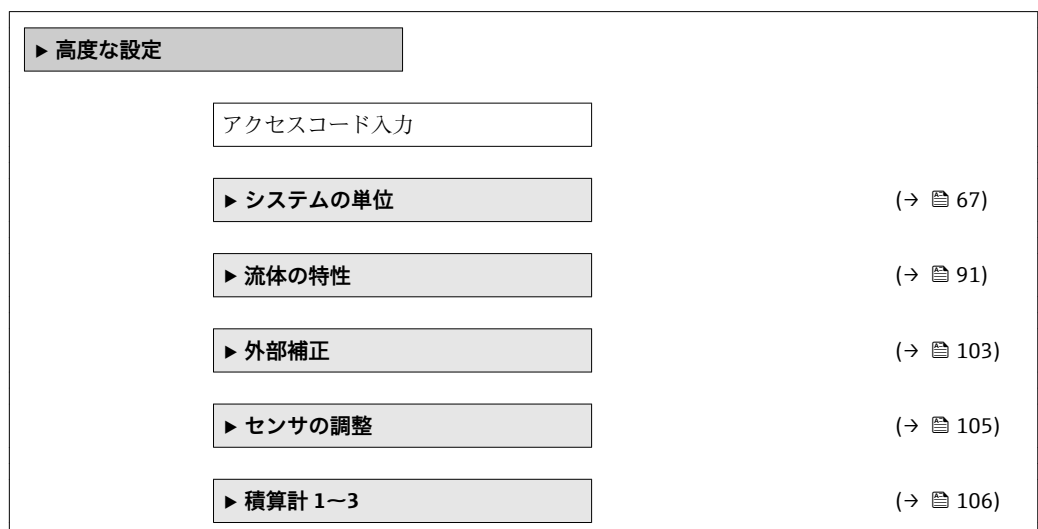 ▶ 高度な設定
アクセスコード入力
▶ システムの単位 (→ 🖹 67)
▶ 流体の特性 (→ 🖹 91)
▶ 外部補正 (→ 🖹 103)
▶ センサの調整 (→ 🖹 105)
▶ 積算計 1～3 (→ 🖹 106)